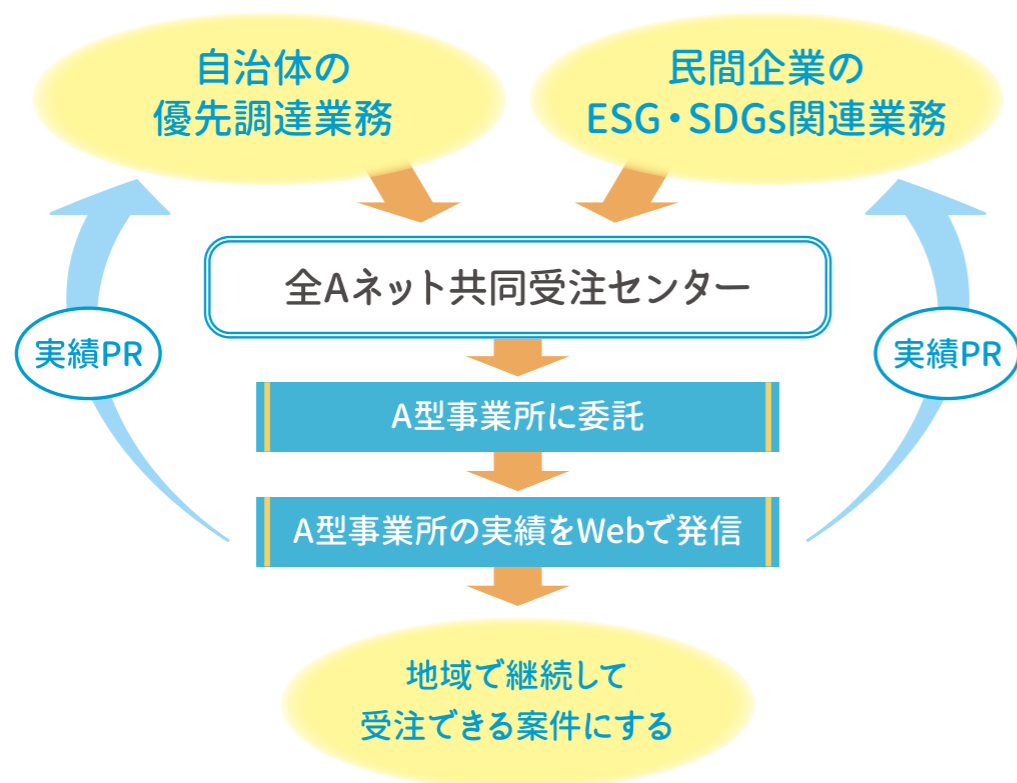 自治体の
優先調達業務
民間企業の
ESG・SDGs関連業務
全Aネット共同受注センター
実績PR
実績PR
A型事業所に委託
A型事業所の実績をWebで発信
地域で継続して
受注できる案件にする